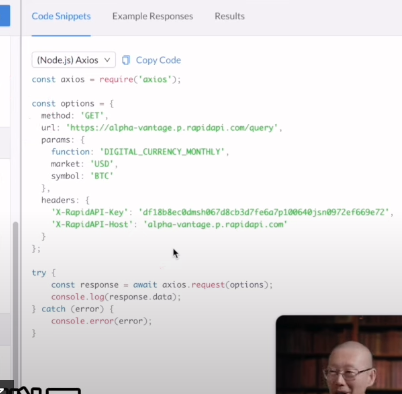 Code Snippets
Example Responses
Results
(Node.js) Axios
Copy Code
const axios = require('axios');
const options = {
method: 'GET',
url: 'https://alpha-vantage.p.rapidapi.com/query',
params: {
function: 'DIGITAL_CURRENCY_MONTHLY',
market: 'USD',
symbol: 'BTC'
},
headers: {
'X-RapidAPI-Key': 'df18b8ec0dmsh067d8cb3d7fe6a7p100640jsn0972ef669e72',
'X-RapidAPI-Host': 'alpha-vantage.p.rapidapi.com'
}
};
try {
const response = await axios.request(options);
console.log(response.data);
} catch (error) {
console.error(error);
}